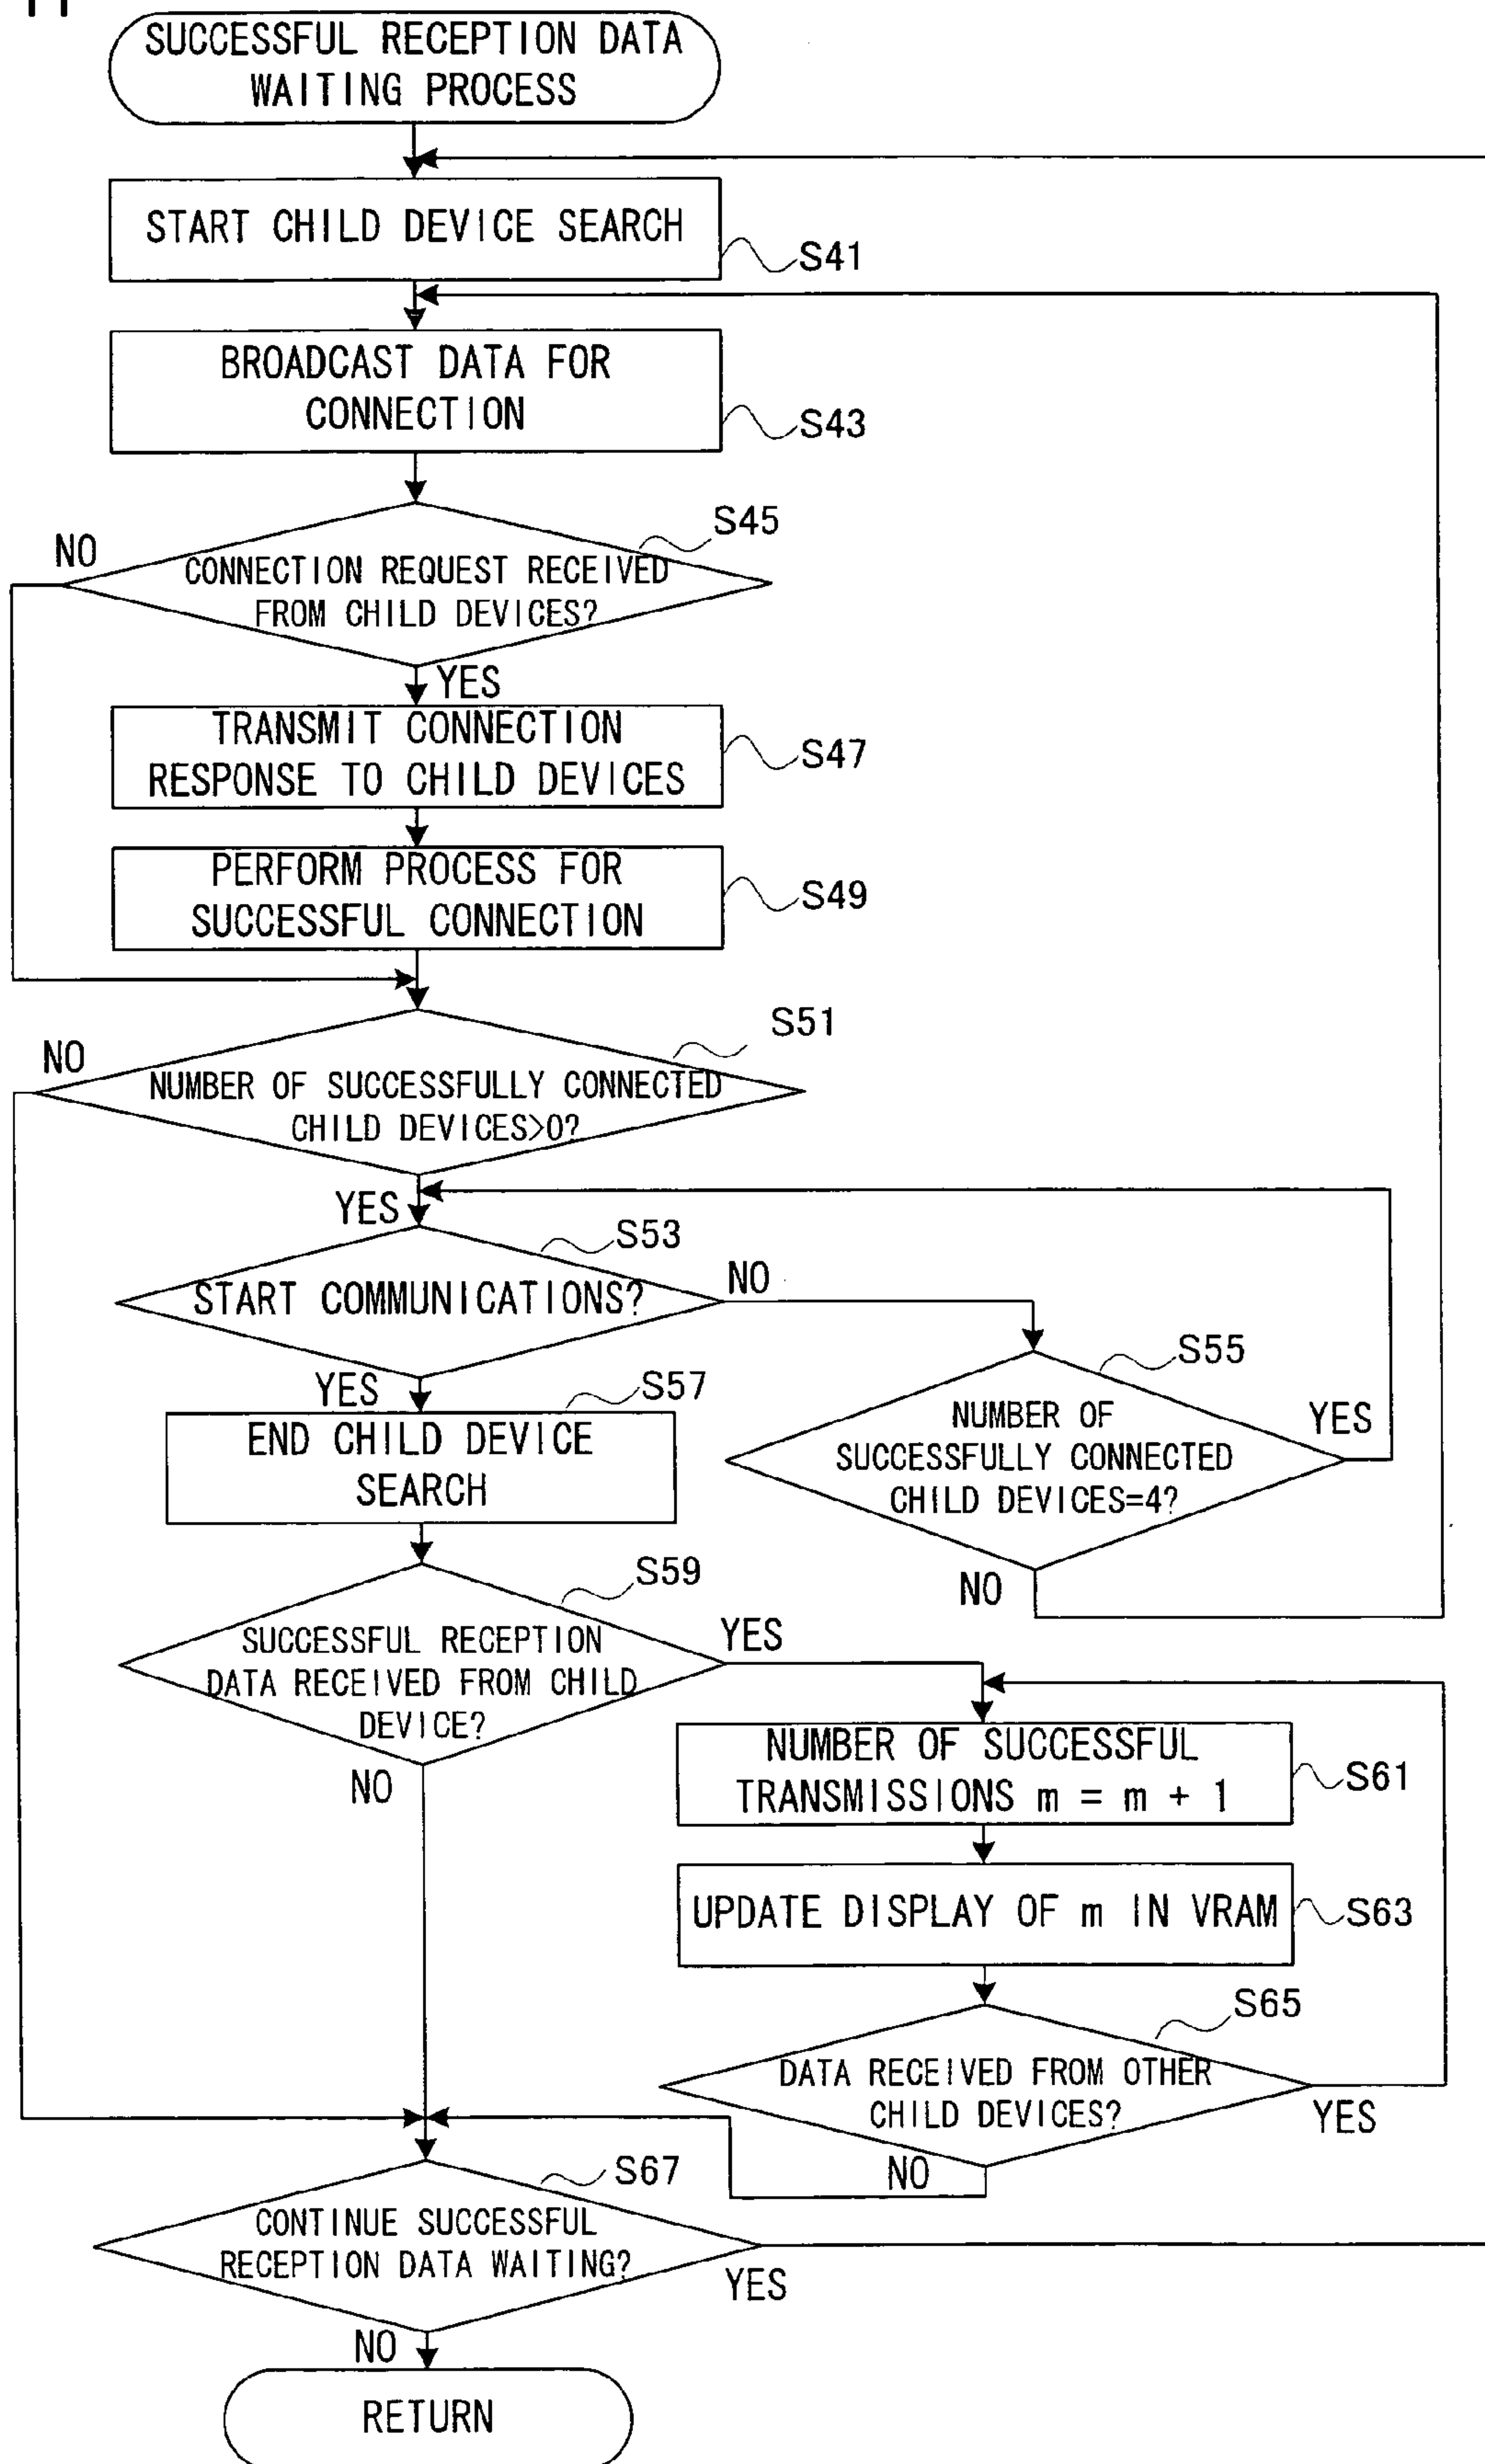 SUCCESSFUL RECEPTION DATA
WAITING PROCESS
START CHILD DEVICE SEARCH
S41
BROADCAST DATA FOR
CONNECTION
S43
S45
NO
CONNECTION REQUEST RECEIVED
FROM CHILD DEVICES?
YES
TRANSMIT CONNECTION
RESPONSE TO CHILD DEVICES
S47
PERFORM PROCESS FOR
SUCCESSFUL CONNECTION
S49
S51
NO
NUMBER OF SUCCESSFULLY CONNECTED
CHILD DEVICES>0?
YES
S53
START COMMUNICATIONS?
NO
S55
NUMBER OF
SUCCESSFULLY CONNECTED
CHILD DEVICES=4?
YES
NO
YES
S57
END CHILD DEVICE
SEARCH
S59
SUCCESSFUL RECEPTION
DATA RECEIVED FROM CHILD
DEVICE?
YES
NO
NUMBER OF SUCCESSFUL
TRANSMISSIONS m = m + 1
S61
UPDATE DISPLAY OF m IN VRAM
S63
S65
DATA RECEIVED FROM OTHER
CHILD DEVICES?
YES
NO
S67
CONTINUE SUCCESSFUL
RECEPTION DATA WAITING?
YES
NO
RETURN